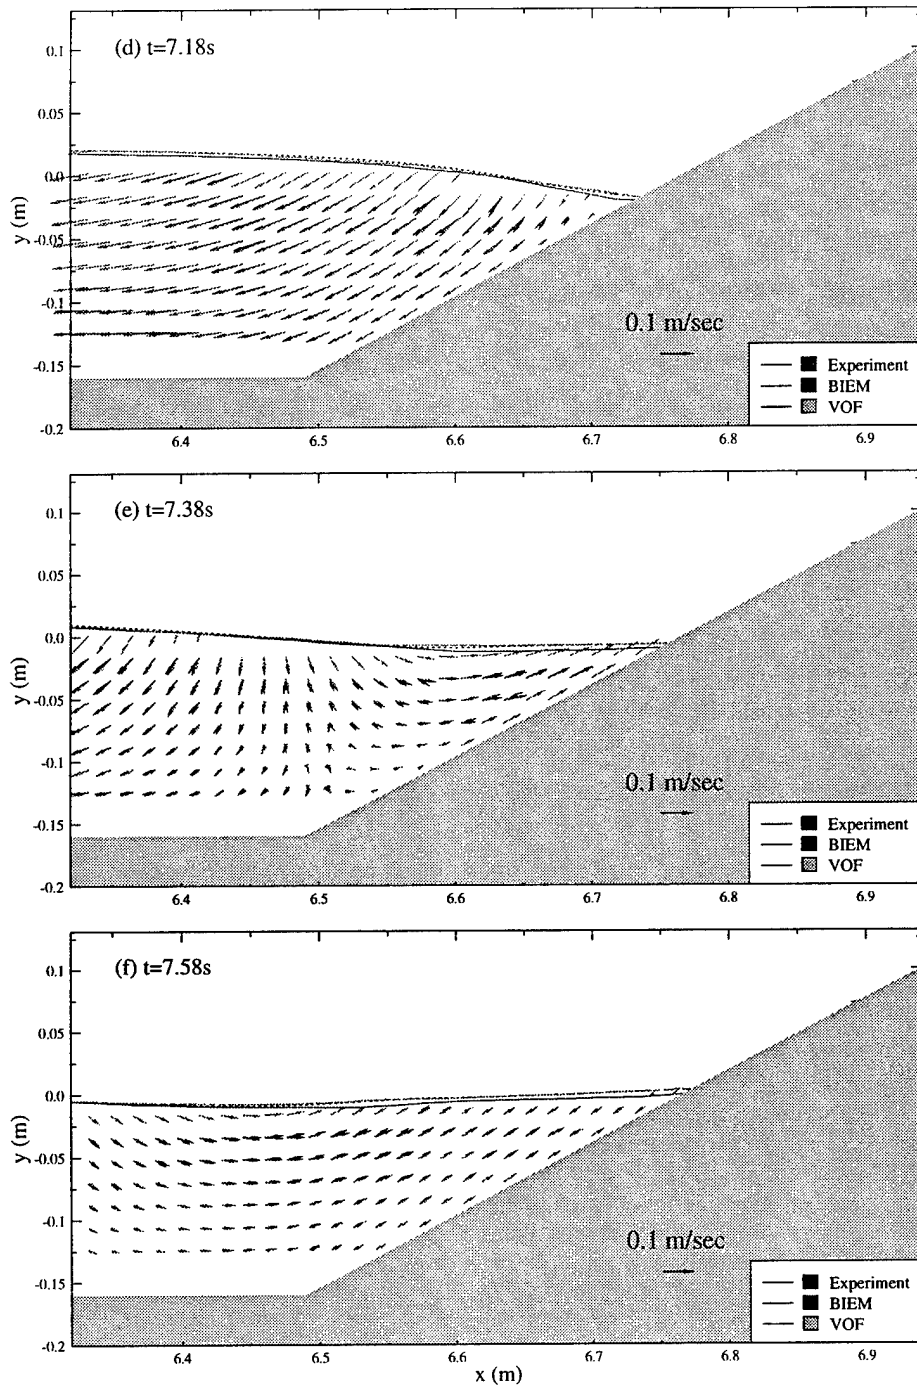 (d) t=7.18s
0.1
0.05
0.0
-0.05
-0.1
-0.15
-0.2
y (m)
0.1 m/sec
Experiment
BIEM
VOF
6.4 6.5 6.6 6.7 6.8 6.9
(e) t=7.38s
0.1
0.05
0.0
-0.05
-0.1
-0.15
-0.2
y (m)
0.1 m/sec
Experiment
BIEM
VOF
6.4 6.5 6.6 6.7 6.8 6.9
(f) t=7.58s
0.1
0.05
0.0
-0.05
-0.1
-0.15
-0.2
y (m)
0.1 m/sec
Experiment
BIEM
VOF
6.4 6.5 6.6 6.7 6.8 6.9
x (m)